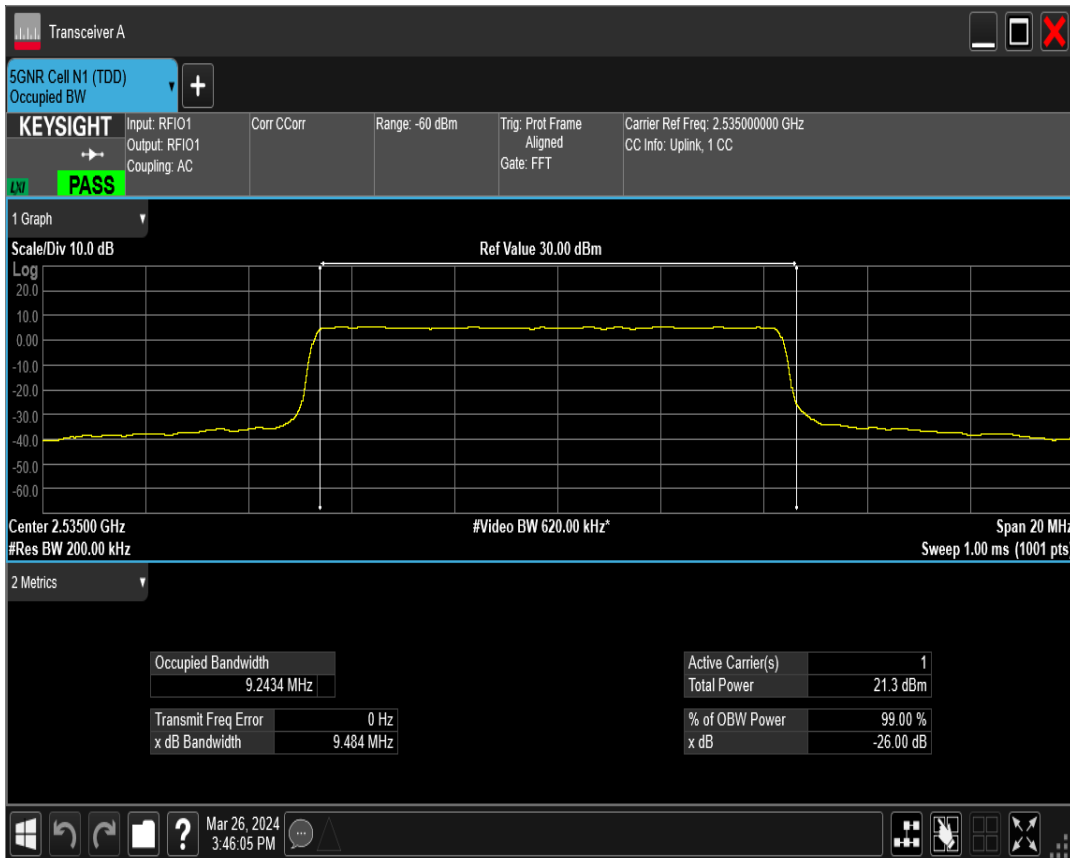 Transceiver A
5GNR Cell N1 (TDD)
Occupied BW
+
KEYSIGHT
LXI
PASS
Input: RFIO1
Output: RFIO1
Coupling: AC
Corr CCorr
Range: -60 dBm
Trig: Prot Frame
Aligned
Gate: FFT
Carrier Ref Freq: 2.535000000 GHz
CC Info: Uplink, 1 CC
1 Graph
Scale/Div 10.0 dB
Ref Value 30.00 dBm
Log
20.0
10.0
0.00
-10.0
-20.0
-30.0
-40.0
-50.0
-60.0
Center 2.53500 GHz
#Video BW 620.00 kHz*
Span 20 MHz
#Res BW 200.00 kHz
Sweep 1.00 ms (1001 pts)
2 Metrics
Occupied Bandwidth
9.2434 MHz
Active Carrier(s) 1
Total Power 21.3 dBm
Transmit Freq Error 0 Hz
x dB Bandwidth 9.484 MHz
% of OBW Power 99.00 %
x dB -26.00 dB
?
Mar 26, 2024
3:46:05 PM